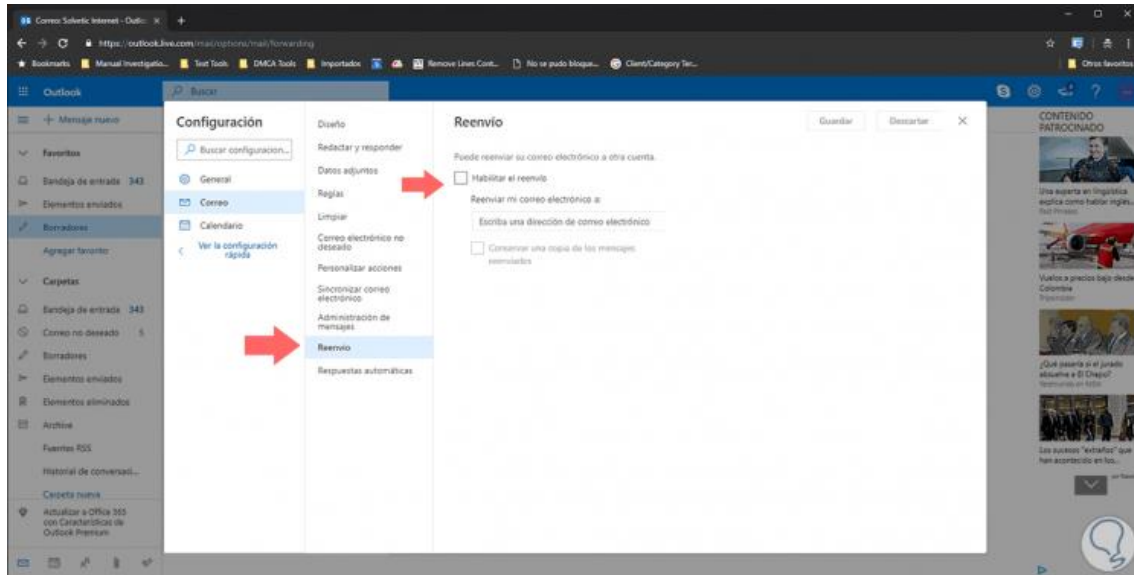 Correo: Solvetic Internet - Outlo
https://outlook.live.com/mail/options/mail/forwarding
Bookmarks
Manual Investigatio...
Test Tools
DMCA Tools
Importados
Remove Lines Cont...
No se pudo bloque...
Client/Category Ter...
Otros favoritos
Outlook
Buscar
Mensaje nuevo
Favoritos
Bandeja de entrada 343
Elementos enviados
Borradores
Agregar favorito
Carpetas
Bandeja de entrada 343
Correo no deseado 5
Borradores
Elementos enviados
Elementos eliminados
Archive
Fuentes RSS
Historial de conversaci...
Carpeta nueva
Actualizar a Office 365
con Características de
Outlook Premium
Configuración
Buscar configuracion...
General
Correo
Calendario
Ver la configuración
rápida
Diseño
Redactar y responder
Datos adjuntos
Reglas
Limpiar
Correo electrónico no
deseado
Personalizar acciones
Sincronizar correo
electrónico
Administración de
mensajes
Reenvío
Respuestas automáticas
Reenvío
Guardar
Descartar
Puede reenviar su correo electrónico a otra cuenta.
Habilitar el reenvío
Reenviar mi correo electrónico a:
Escriba una dirección de correo electrónico
Conservar una copia de los mensajes
reenviados
CONTENIDO
PATROCINADO
Una experta en lingüística
explica como hablar inglés...
Vuelos a precios bajo desde
Colombia
¿Qué pasaría si el jurado
absuelve a El Chapo?
Los sucesos "extraños" que
han acontecido en los...